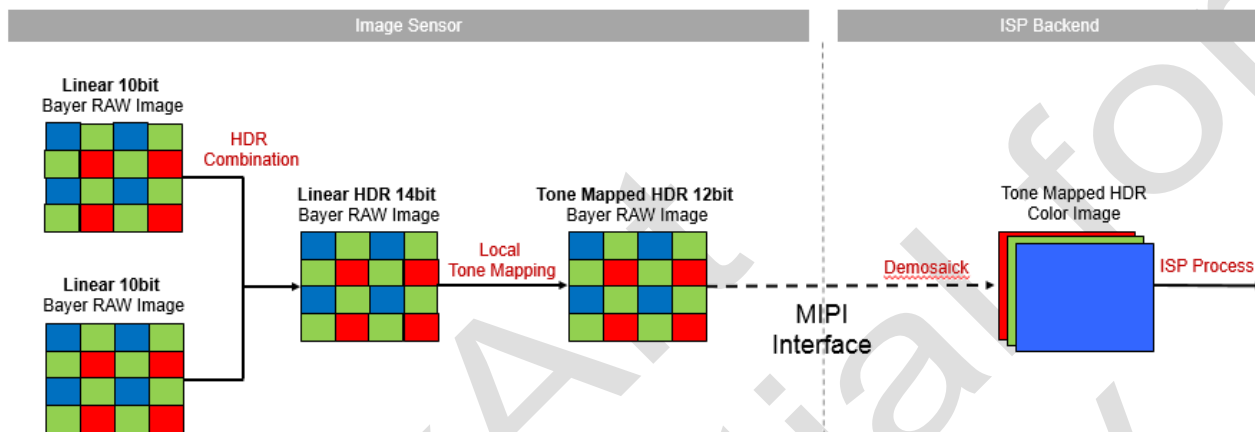 Image Sensor
ISP Backend
Linear 10bit
Bayer RAW Image
HDR
Combination
Linear HDR 14bit
Bayer RAW Image
Tone Mapped HDR 12bit
Bayer RAW Image
Tone Mapped HDR
Color Image
Local
Tone Mapping
Demosaick
ISP Process
Linear 10bit
Bayer RAW Image
MIPI
Interface